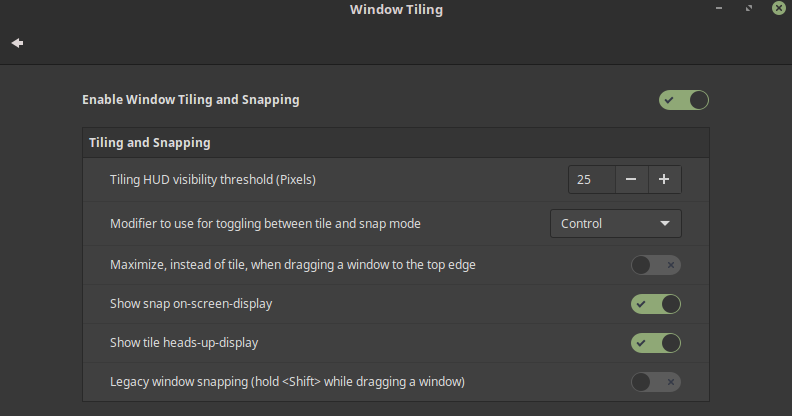 Window Tiling
Enable Window Tiling and Snapping
Tiling and Snapping
Tiling HUD visibility threshold (Pixels)
25
Modifier to use for toggling between tile and snap mode
Control
Maximize, instead of tile, when dragging a window to the top edge
Show snap on-screen-display
Show tile heads-up-display
Legacy window snapping (hold <Shift> while dragging a window)